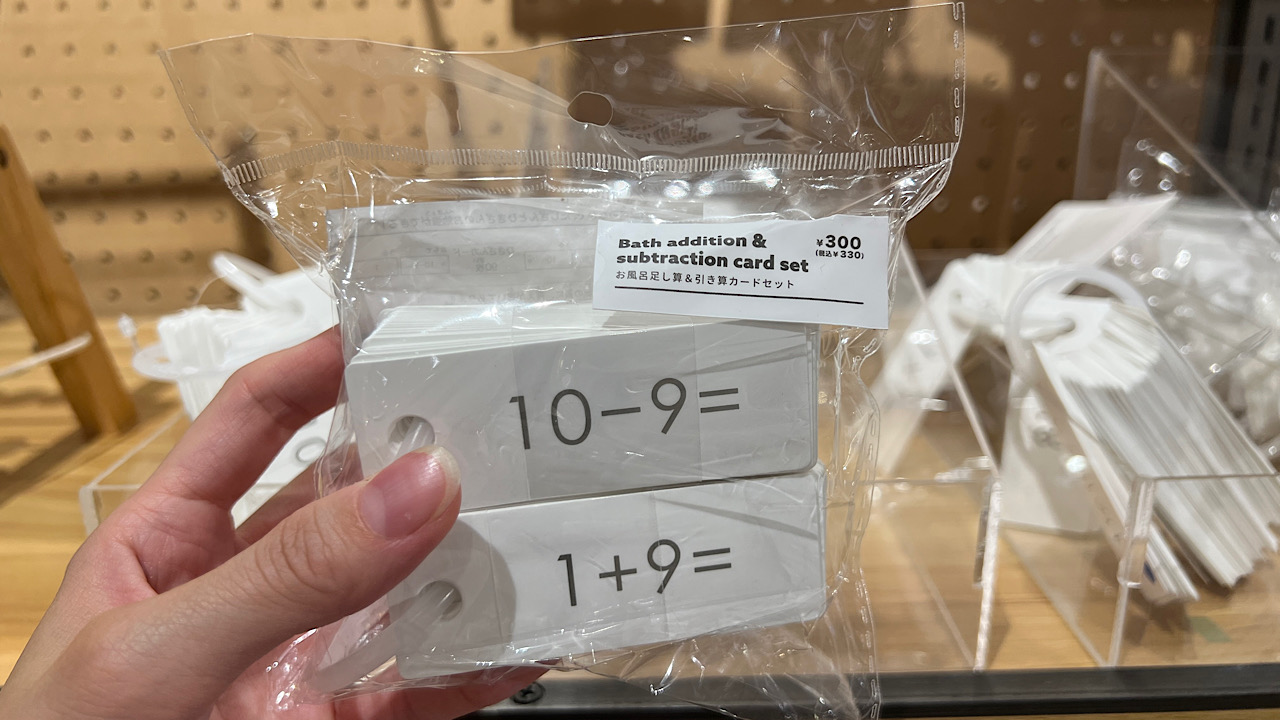 Bath addition &
subtraction card set
お風呂足し算＆引き算カードセット
¥300
(税込¥330)
10−9=
1+9=